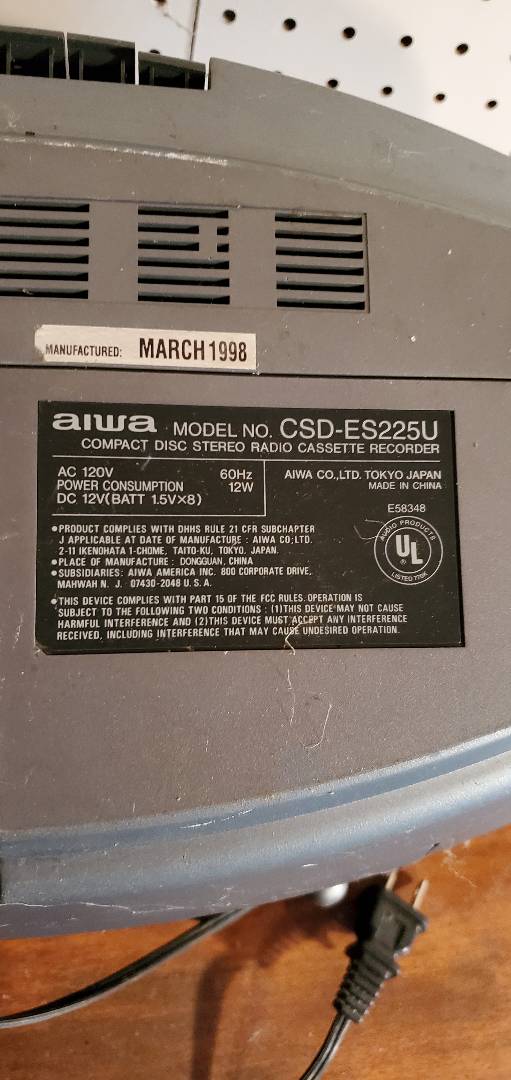 MANUFACTURED: MARCH 1998
aiwa MODEL NO. CSD-ES225U
COMPACT DISC STEREO RADIO CASSETTE RECORDER
AC 120V 60Hz
POWER CONSUMPTION 12W
DC 12V(BATT 1.5V×8)
AIWA CO.,LTD. TOKYO JAPAN
MADE IN CHINA
E58348
AUDIO PRODUCTS
UL
®
LISTED
•PRODUCT COMPLIES WITH DHHS RULE 21 CFR SUBCHAPTER
J APPLICABLE AT DATE OF MANUFACTURE : AIWA CO;LTD.
2-11 IKENOHATA 1-CHOME, TAITO-KU, TOKYO, JAPAN.
•PLACE OF MANUFACTURE : DONGGUAN, CHINA
•SUBSIDIARIES: AIWA AMERICA INC. 800 CORPORATE DRIVE,
MAHWAH N. J. 07430-2048 U. S. A.
•THIS DEVICE COMPLIES WITH PART 15 OF THE FCC RULES. OPERATION IS
SUBJECT TO THE FOLLOWING TWO CONDITIONS : (1)THIS DEVICE MAY NOT CAUSE
HARMFUL INTERFERENCE AND (2)THIS DEVICE MUST ACCEPT ANY INTERFERENCE
RECEIVED, INCLUDING INTERFERENCE THAT MAY CAUSE UNDESIRED OPERATION.